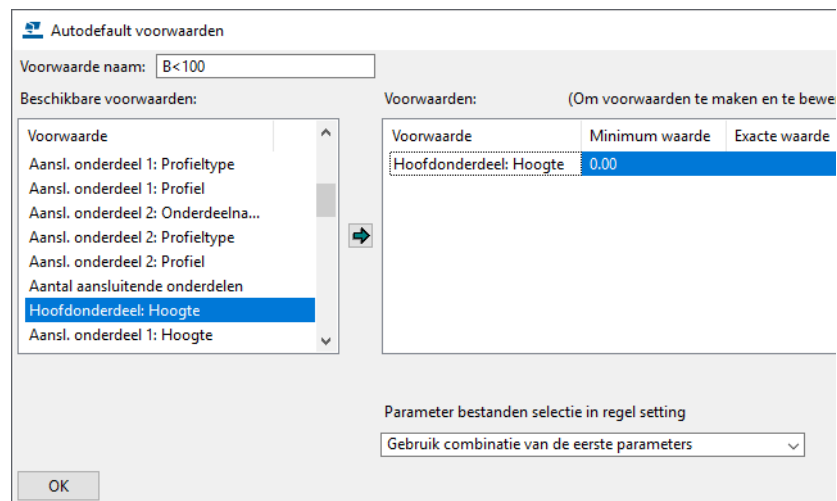 Autodefault voorwaarden
Voorwaarde naam: B<100
Beschikbare voorwaarden:
Voorwaarde
Aansl. onderdeel 1: Profieltype
Aansl. onderdeel 1: Profiel
Aansl. onderdeel 2: Onderdeelna...
Aansl. onderdeel 2: Profieltype
Aansl. onderdeel 2: Profiel
Aantal aansluitende onderdelen
Hoofdonderdeel: Hoogte
Aansl. onderdeel 1: Hoogte
Voorwaarden: (Om voorwaarden te maken en te bewe
Voorwaarde Minimum waarde Exacte waarde
Hoofdonderdeel: Hoogte 0.00
Parameter bestanden selectie in regel setting
Gebruik combinatie van de eerste parameters
OK